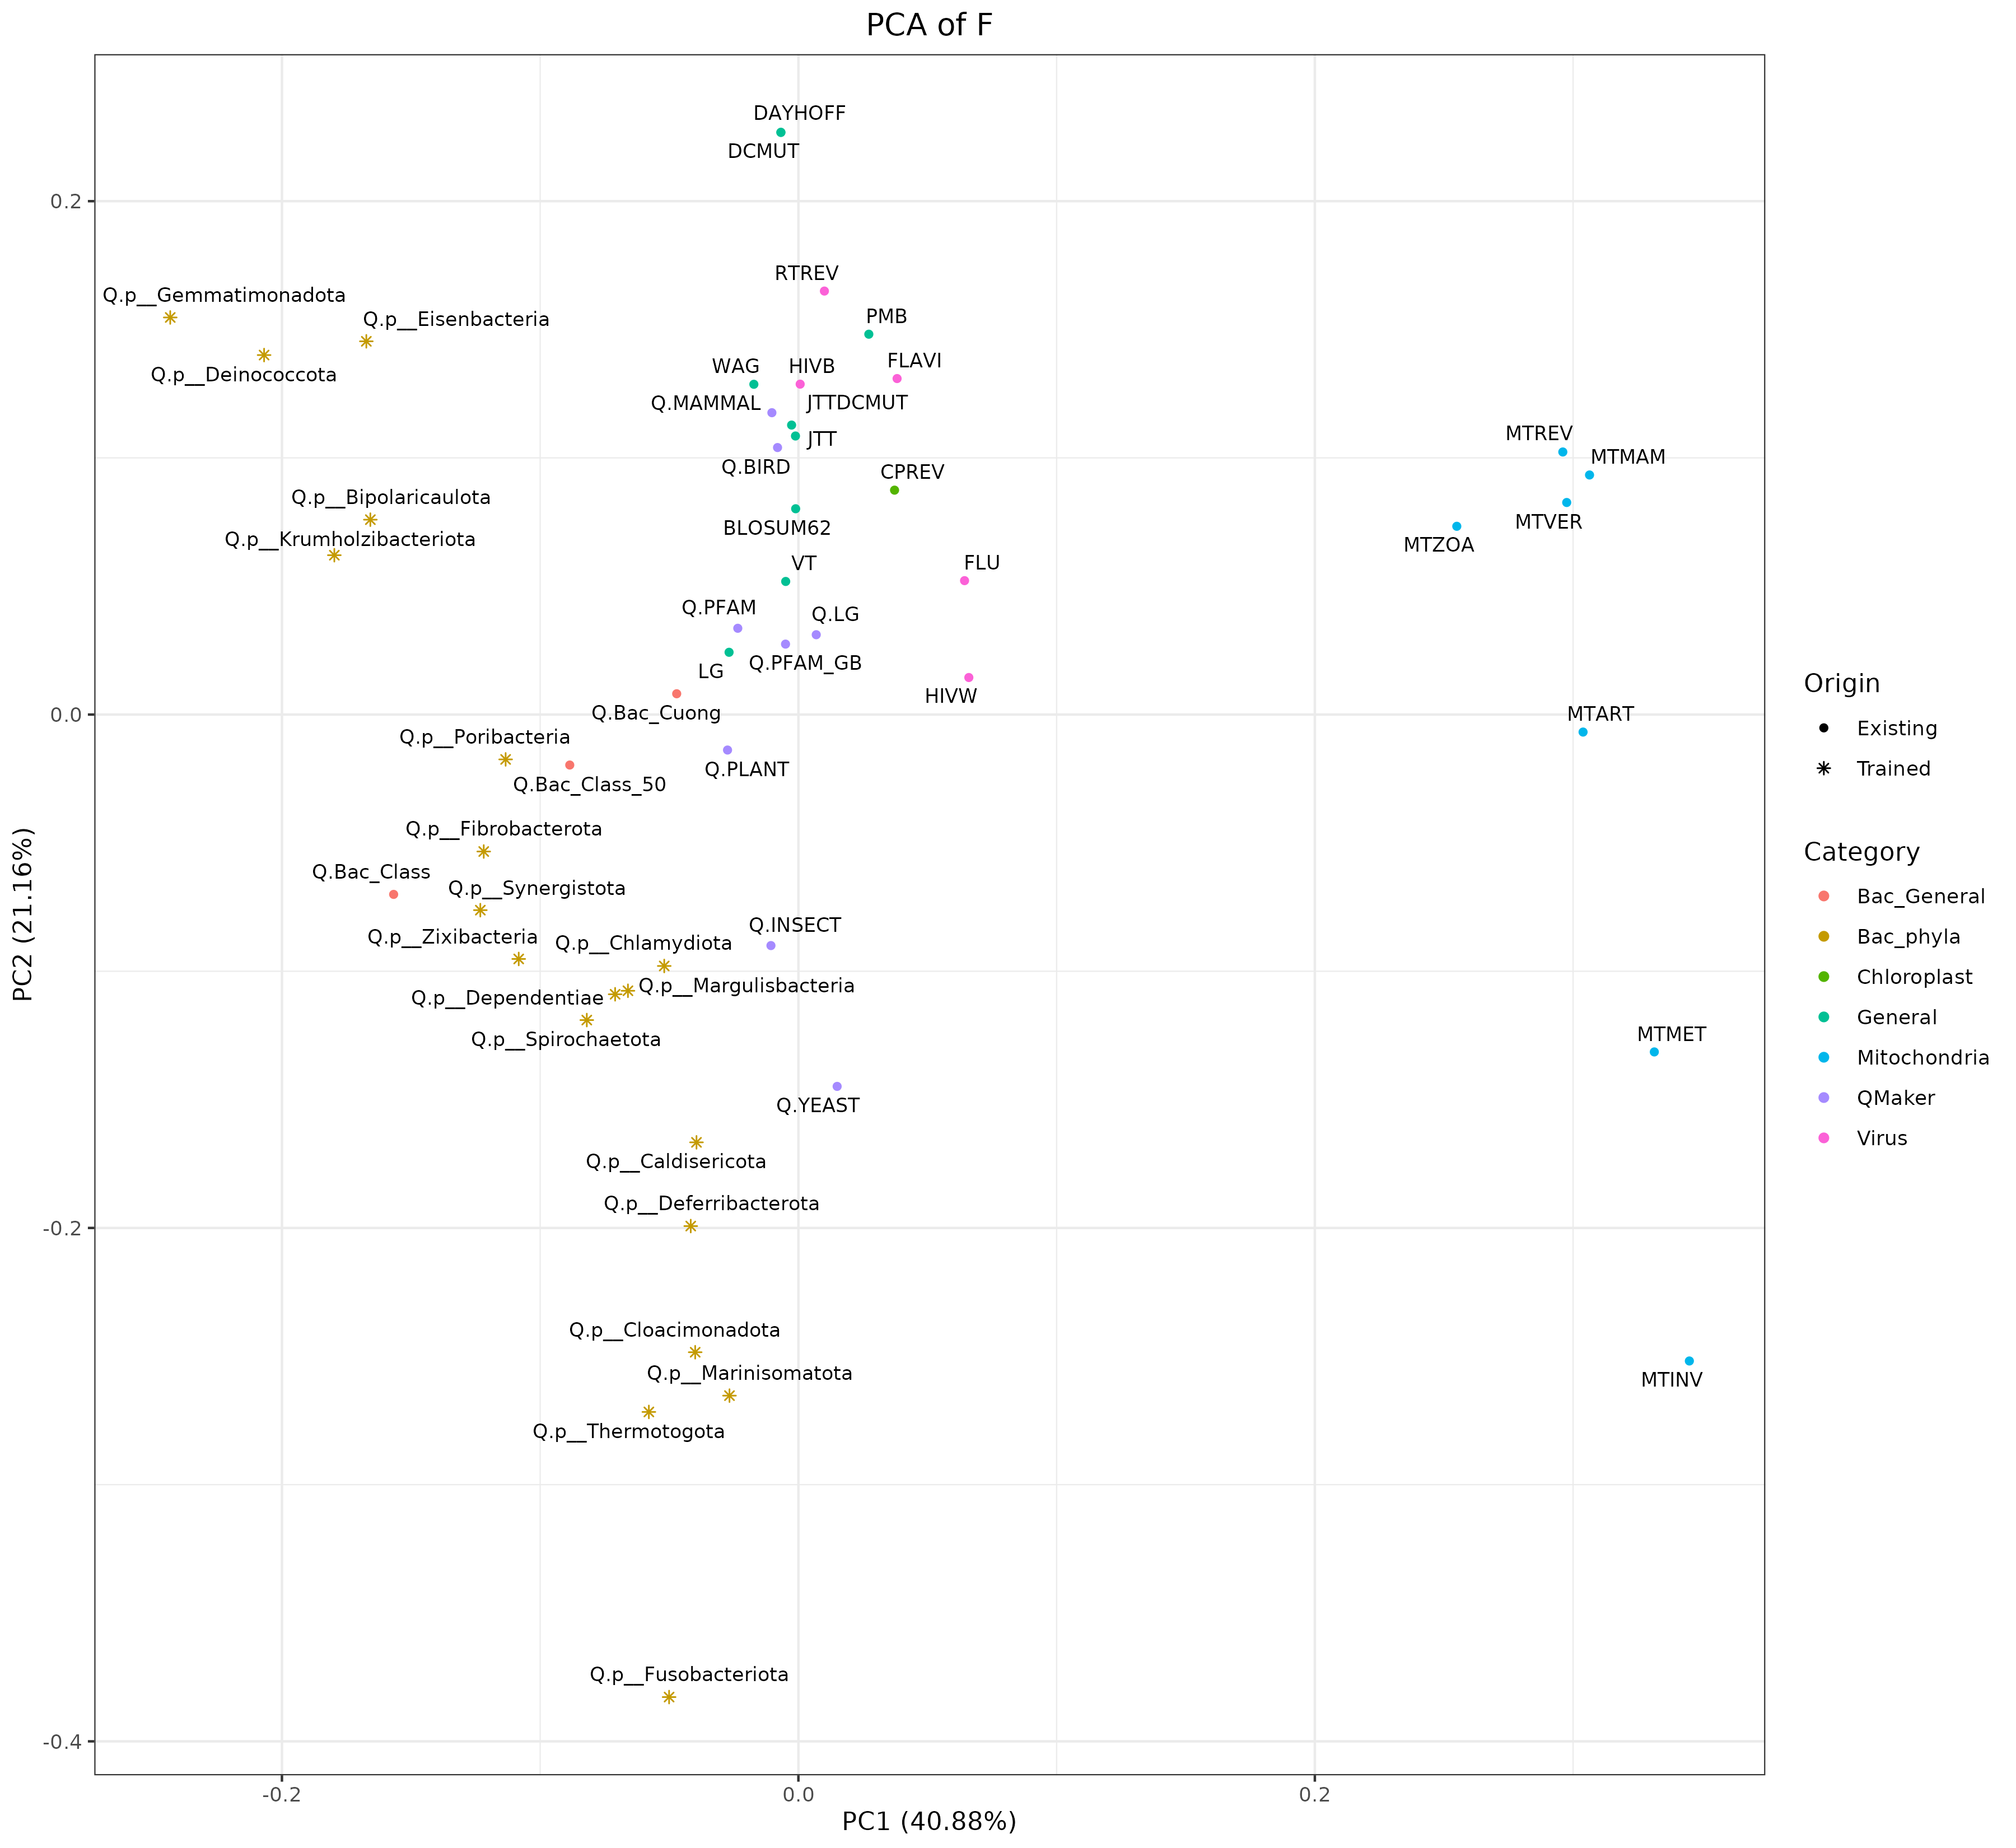 PCA of F
DAYHOFF
DCMUT
0.2
RTREV
Q.p__Gemmatimonadota
PMB
Q.p__Eisenbacteria
FLAVI
WAG
HIVB
Q.p__Deinococcota
Q.MAMMAL
JTTDCMUT
MTREV
JTT
MTMAM
Q.BIRD
CPREV
Q.p__Bipolaricaulota
MTVER
BLOSUM62
Q.p__Krumholzibacteriota
MTZOA
VT
FLU
Q.PFAM
Q.LG
Q.PFAM_GB
LG
HIVW
Q.Bac_Cuong
0.0
MTART
Q.p__Poribacteria
Q.PLANT
Q.Bac_Class_50
Q.p__Fibrobacterota
Q.Bac_Class
Q.p__Synergistota
Q.INSECT
Q.p__Zixibacteria
Q.p__Chlamydiota
Q.p__Margulisbacteria
Q.p__Dependentiae
MTMET
Q.p__Spirochaetota
Q.YEAST
Q.p__Caldisericota
Q.p__Deferribacterota
-0.2
Q.p__Cloacimonadota
Q.p__Marinisomatota
MTINV
Q.p__Thermotogota
Q.p__Fusobacteriota
-0.4
-0.2
0.0
0.2
PC1 (40.88%)
PC2 (21.16%)
Origin
Existing
Trained
Category
Bac_General
Bac_phyla
Chloroplast
General
Mitochondria
QMaker
Virus